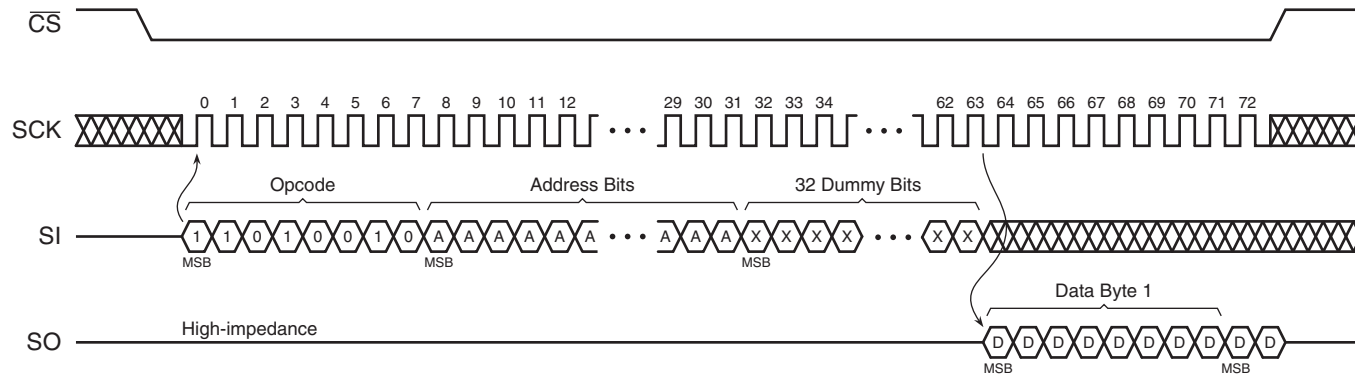 CS
0 1 2 3 4 5 6 7 8 9 10 11 12 29 30 31 32 33 34 62 63 64 65 66 67 68 69 70 71 72
SCK
Opcode Address Bits 32 Dummy Bits
SI 1 1 0 1 0 0 1 0 A A A A A A ••• A A A X X X X ••• X X
MSB MSB MSB
Data Byte 1
High-impedance
SO D D D D D D D D D D
MSB MSB